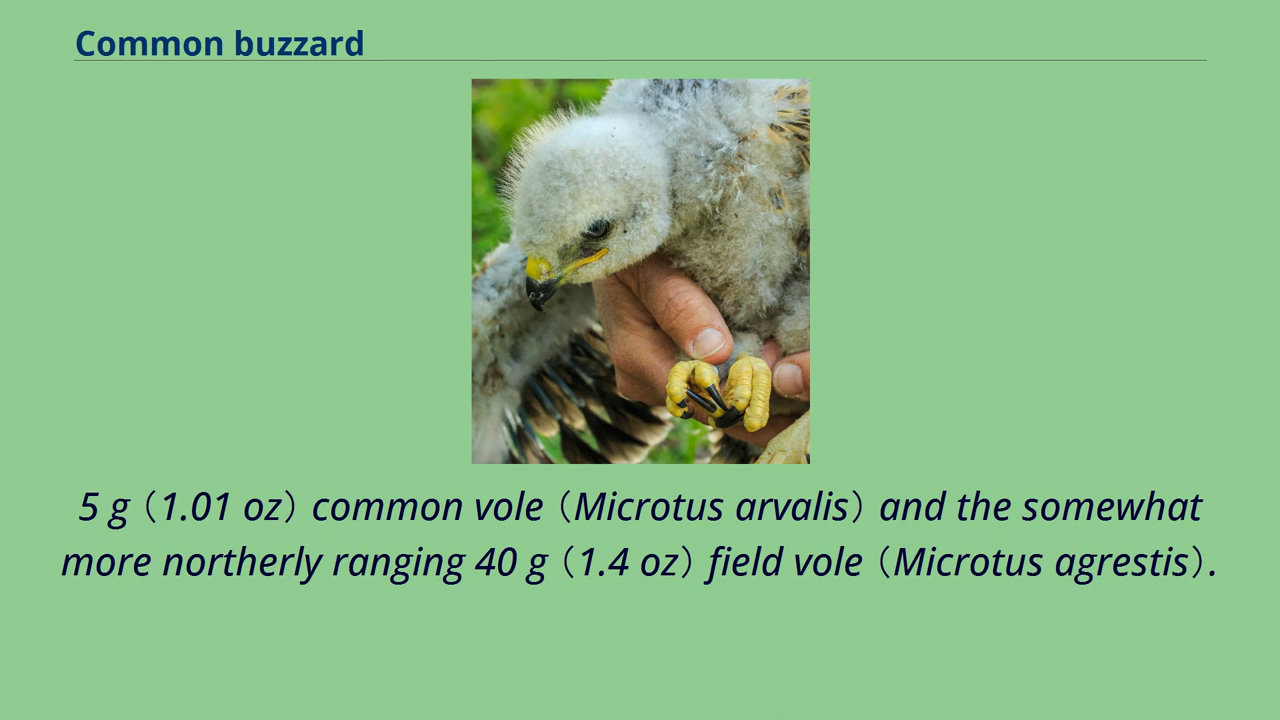 Common buzzard
5 g (1.01 oz) common vole (Microtus arvalis) and the somewhat
more northerly ranging 40 g (1.4 oz) field vole (Microtus agrestis).